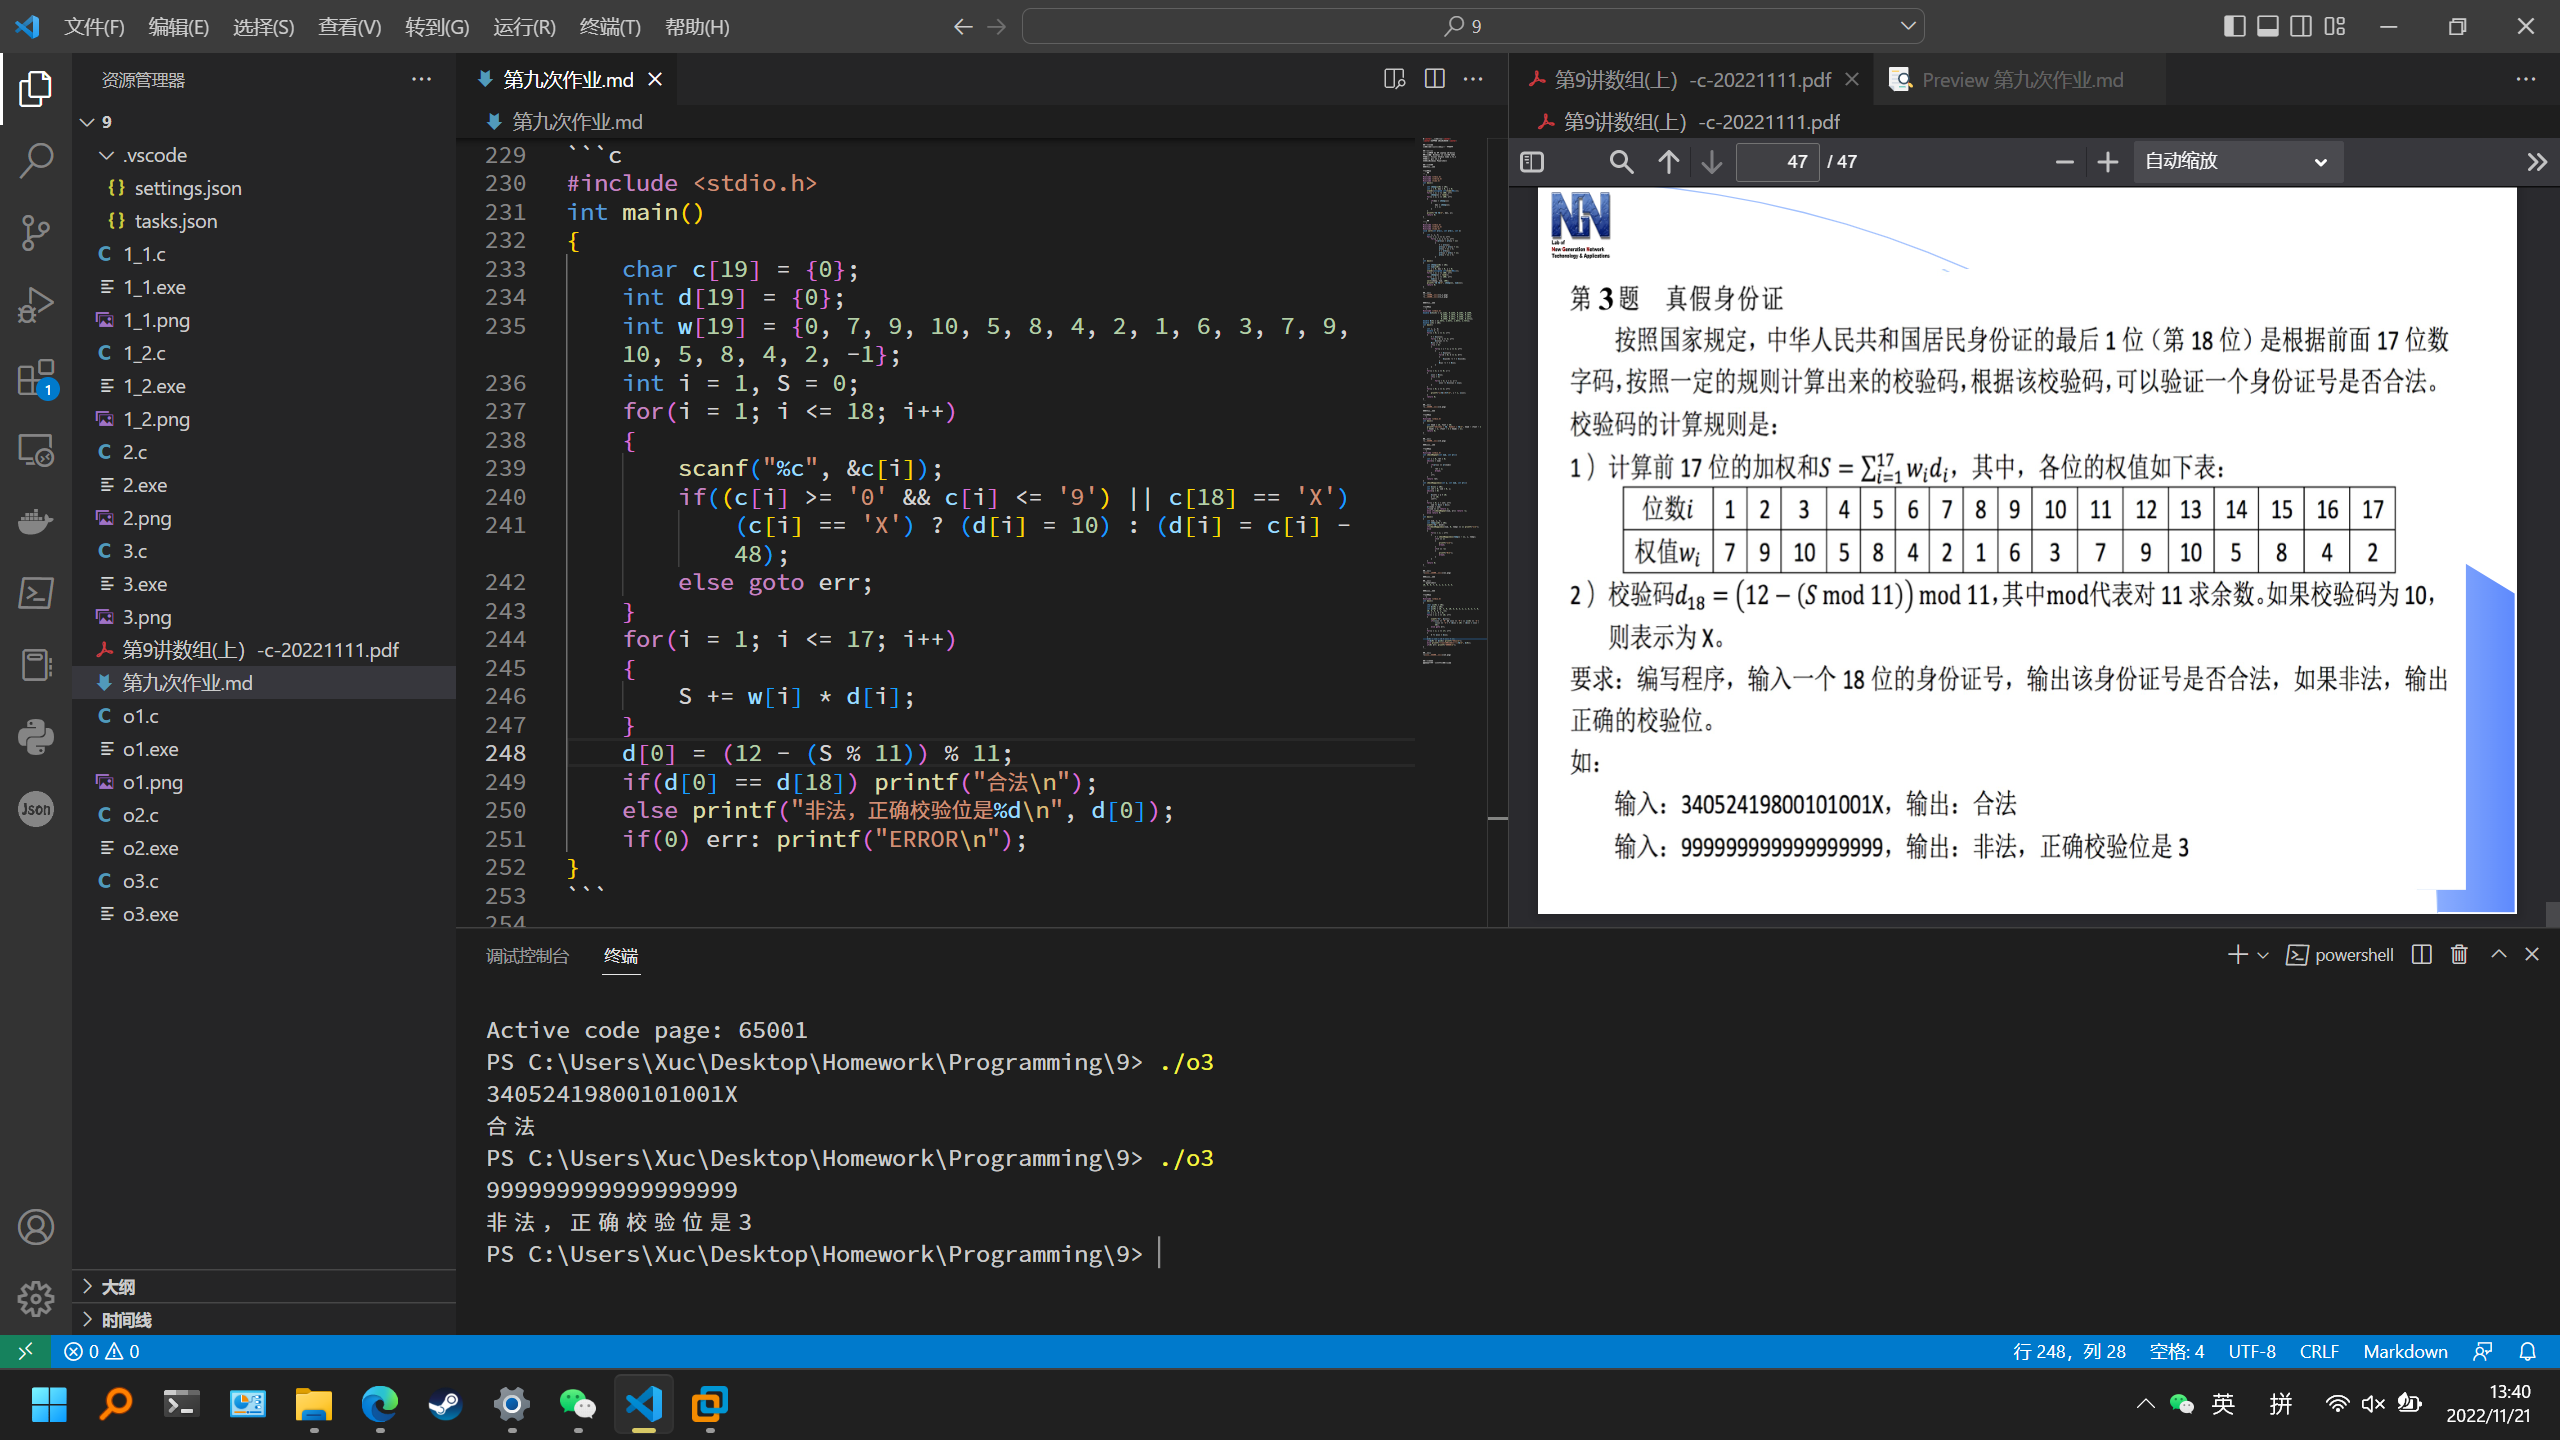 文件(F) 编辑(E) 选择(S) 查看(V) 转到(G) 运行(R) 终端(T) 帮助(H)
9
资源管理器
9
.vscode
settings.json
tasks.json
1_1.c
1_1.exe
1_1.png
1_2.c
1_2.exe
1_2.png
2.c
2.exe
2.png
3.c
3.exe
3.png
第9讲数组(上) -c-20221111.pdf
第九次作业.md
o1.c
o1.exe
o1.png
o2.c
o2.exe
o3.c
o3.exe
大纲
时间线
1
Json
第九次作业.md
第九次作业.md
229 ```c
230 #include <stdio.h>
231 int main()
232 {
233 char c[19] = {0};
234 int d[19] = {0};
235 int w[19] = {0, 7, 9, 10, 5, 8, 4, 2, 1, 6, 3, 7, 9,
10, 5, 8, 4, 2, -1};
236 int i = 1, S = 0;
237 for(i = 1; i <= 18; i++)
238 {
239 scanf("%c", &c[i]);
240 if((c[i] >= '0' && c[i] <= '9') || c[18] == 'X')
241 (c[i] == 'X') ? (d[i] = 10) : (d[i] = c[i] -
48);
242 else goto err;
243 }
244 for(i = 1; i <= 17; i++)
245 {
246 S += w[i] * d[i];
247 }
248 d[0] = (12 - (S % 11)) % 11;
249 if(d[0] == d[18]) printf("合法\n");
250 else printf("非法，正确校验位是%d\n", d[0]);
251 if(0) err: printf("ERROR\n");
252 }
253 ```
254
第9讲数组(上) -c-20221111.pdf
Preview 第九次作业.md
第9讲数组(上) -c-20221111.pdf
47 / 47
自动缩放
Lab of
New Generation Network
Techonology & Applications
第 3 题 真假身份证
按照国家规定，中华人民共和国居民身份证的最后 1 位（第 18 位）是根据前面 17 位数
字码，按照一定的规则计算出来的校验码，根据该校验码，可以验证一个身份证号是否合法。
校验码的计算规则是：
1）计算前 17 位的加权和S = ∑_{i=1}^{17} w_i d_i，其中，各位的权值如下表：
位数i 1 2 3 4 5 6 7 8 9 10 11 12 13 14 15 16 17
权值w_i 7 9 10 5 8 4 2 1 6 3 7 9 10 5 8 4 2
2）校验码d_18 = (12 − (S mod 11)) mod 11，其中mod代表对 11 求余数。如果校验码为 10，
则表示为 X。
要求：编写程序，输入一个 18 位的身份证号，输出该身份证号是否合法，如果非法，输出
正确的校验位。
如：
输入：34052419800101001X，输出：合法
输入：999999999999999999，输出：非法，正确校验位是 3
调试控制台 终端
powershell
Active code page: 65001
PS C:\Users\Xuc\Desktop\Homework\Programming\9> ./o3
34052419800101001X
合法
PS C:\Users\Xuc\Desktop\Homework\Programming\9> ./o3
999999999999999999
非法，正确校验位是3
PS C:\Users\Xuc\Desktop\Homework\Programming\9>
0 0
行 248，列 28 空格: 4 UTF-8 CRLF Markdown
英 拼
13:40
2022/11/21